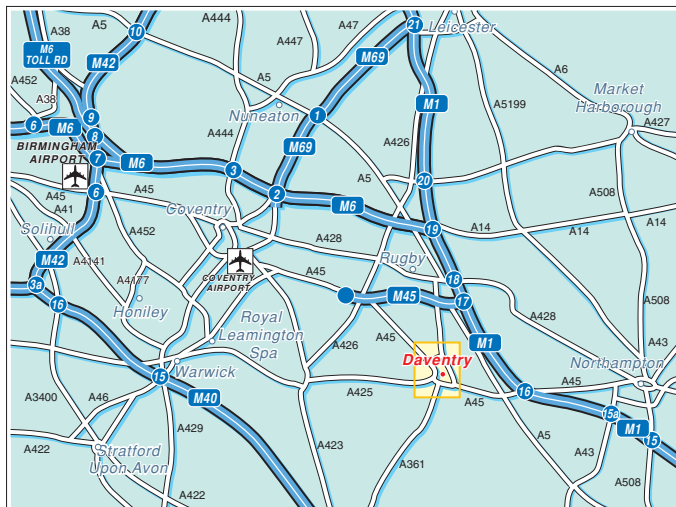 A38
A5
10
A444
A447
A47
21
Leicester
M6
TOLL RD
M42
M69
A6
A452
A5
M1
A5199
Market
Harborough
A38
Nuneaton
9
1
6
M6
8
A444
A426
A427
BIRMINGHAM
AIRPORT
7
M6
M69
3
A5
20
A508
A45
6
2
M6
A45
A41
Coventry
19
A14
A14
A14
Solihull
A452
A428
Rugby
M42
A4141
COVENTRY
AIRPORT
A45
18
3a
A4177
M45
17
16
Honiley
A508
A428
Royal
Leamington
Spa
A45
A426
M1
A43
Daventry
Northampton
15
Warwick
A425
16
A45
M40
A45
A3400
A46
15a
M1
A429
A5
15
A422
Stratford
Upon Avon
A423
A43
A361
A508
A422